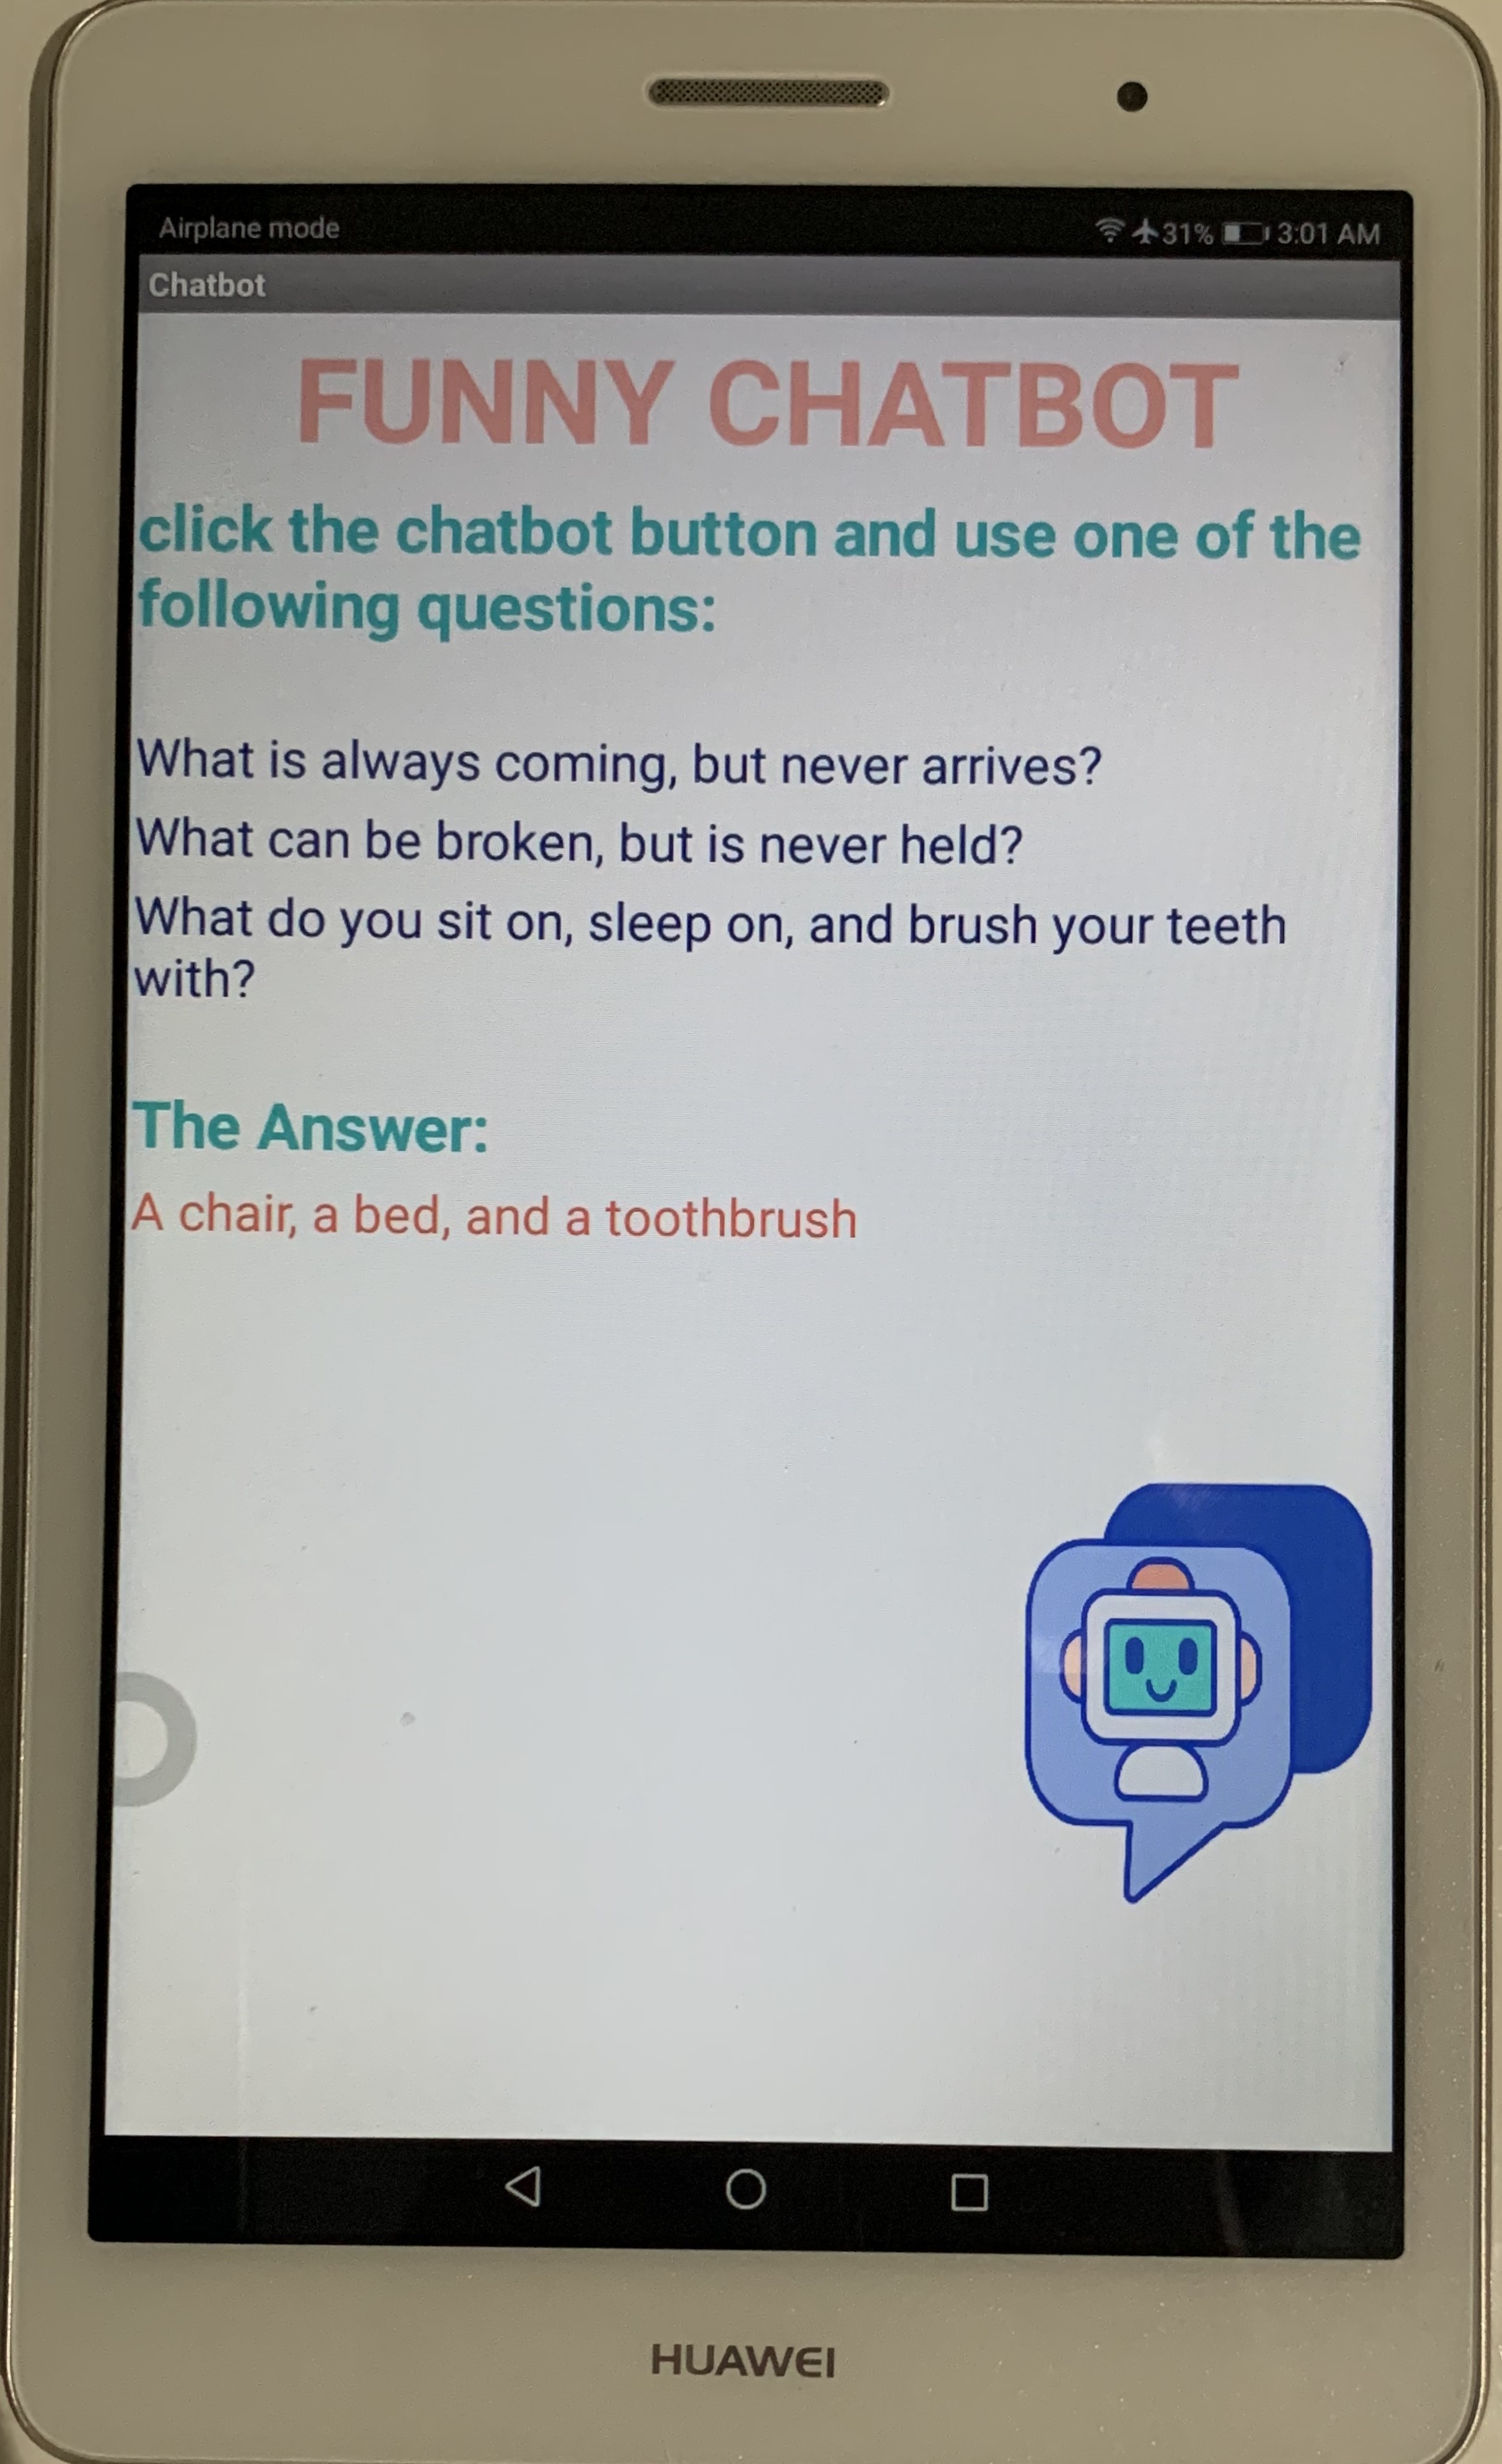 Airplane mode 31% 3:01 AM
Chatbot
FUNNY CHATBOT
click the chatbot button and use one of the
following questions:
What is always coming, but never arrives?
What can be broken, but is never held?
What do you sit on, sleep on, and brush your teeth
with?
The Answer:
A chair, a bed, and a toothbrush
HUAWEI